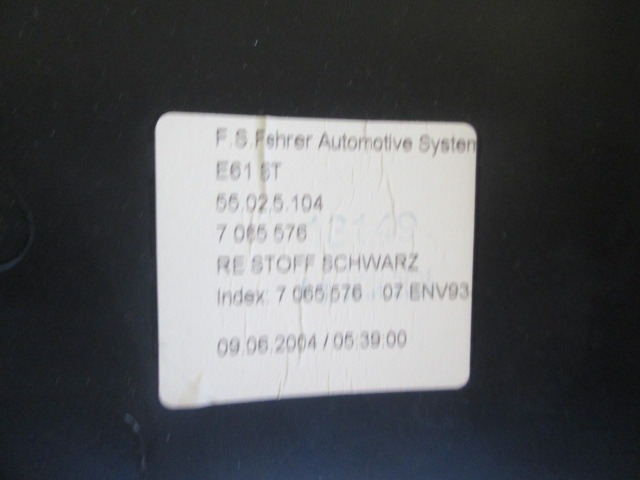 F.S.Fehrer Automotive System
E61 ST
55.02.5.104
7 065 576
RE STOFF SCHWARZ
Index: 7 065 576 07 ENV93
09.06.2004 / 05:39:00